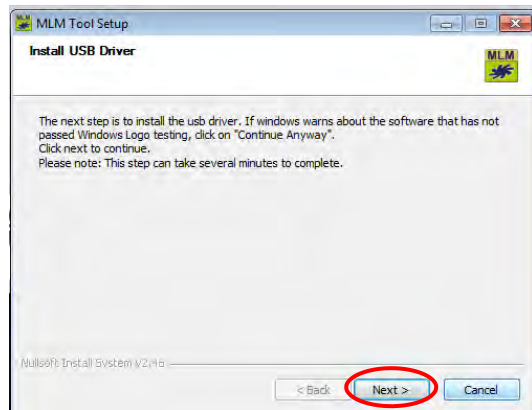 MLM Tool Setup
Install USB Driver
MLM
The next step is to install the usb driver. If windows warns about the software that has not
passed Windows Logo testing, click on "Continue Anyway".
Click next to continue.
Please note: This step can take several minutes to complete.
Nullsoft Install System v2.46
< Back
Next >
Cancel